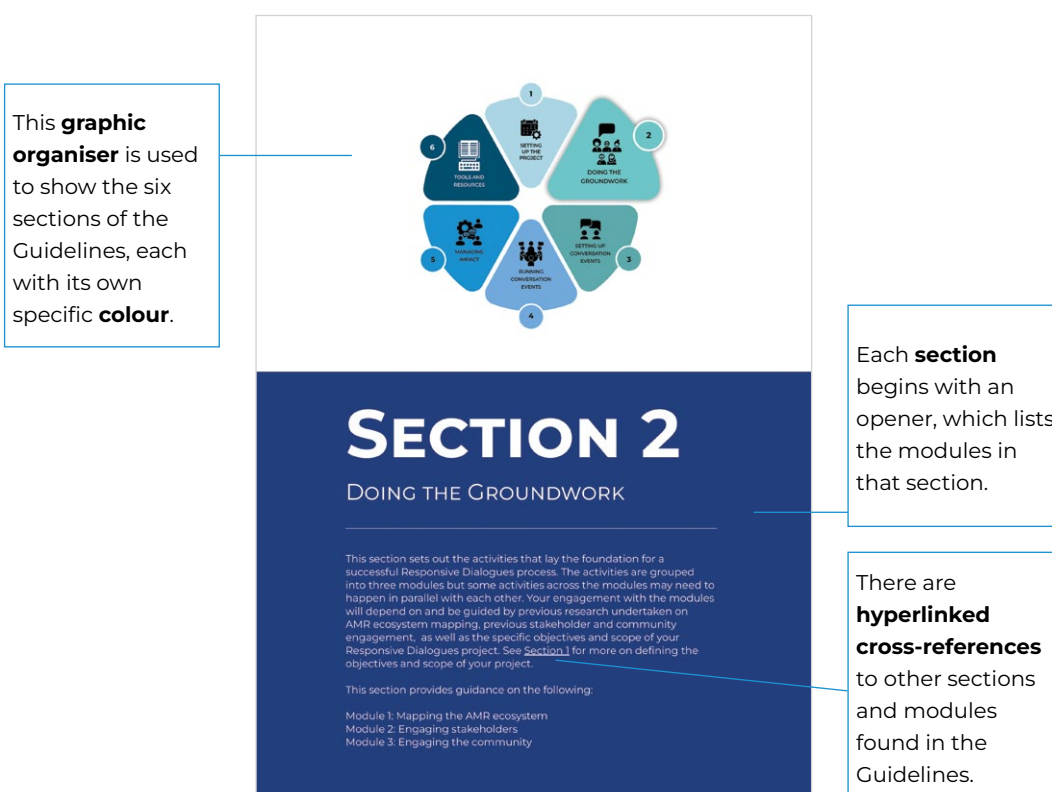 This graphic
organiser is used
to show the six
sections of the
Guidelines, each
with its own
specific colour.
1
SETTING
UP THE
PROJECT
2
DOING THE
GROUNDWORK
3
SETTING UP
CONVERSATION
EVENTS
4
RUNNING
CONVERSATION
EVENTS
5
MANAGING
IMPACT
6
TOOLS AND
RESOURCES
SECTION 2
DOING THE GROUNDWORK
This section sets out the activities that lay the foundation for a
successful Responsive Dialogues process. The activities are grouped
into three modules but some activities across the modules may need to
happen in parallel with each other. Your engagement with the modules
will depend on and be guided by previous research undertaken on
AMR ecosystem mapping, previous stakeholder and community
engagement, as well as the specific objectives and scope of your
Responsive Dialogues project. See Section 1 for more on defining the
objectives and scope of your project.
This section provides guidance on the following:
Module 1: Mapping the AMR ecosystem
Module 2: Engaging stakeholders
Module 3: Engaging the community
Each section
begins with an
opener, which lists
the modules in
that section.
There are
hyperlinked
cross-references
to other sections
and modules
found in the
Guidelines.